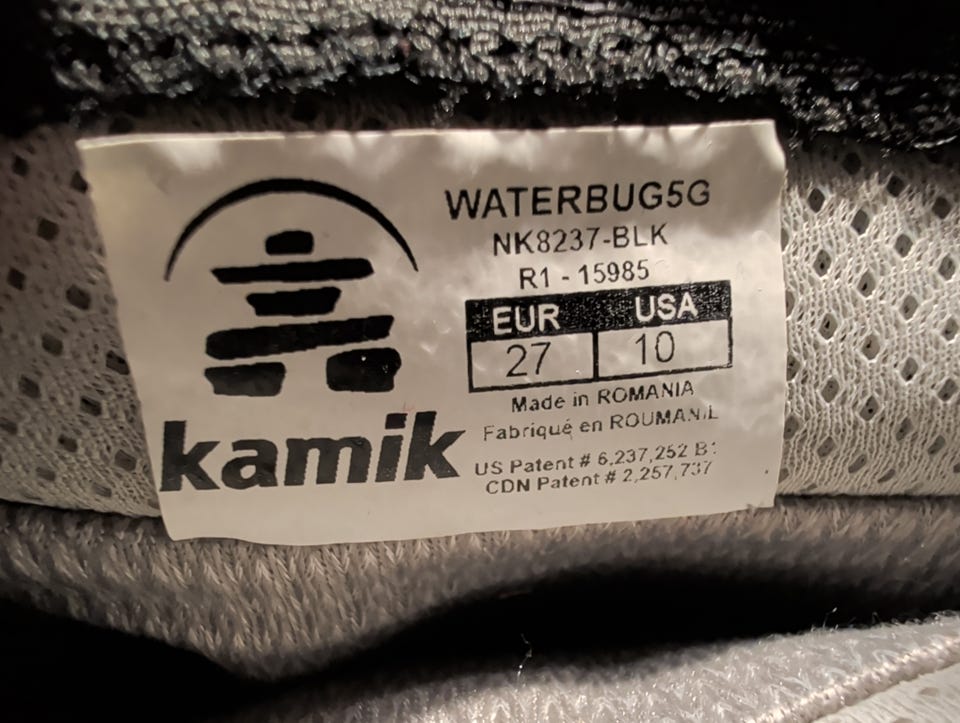 WATERBUG5G
NK8237-BLK
R1 - 15985
EUR USA
27 10
Made in ROMANIA
Fabriqué en ROUMANIE
kamik
US Patent # 6,237,252 B1
CDN Patent # 2,257,737